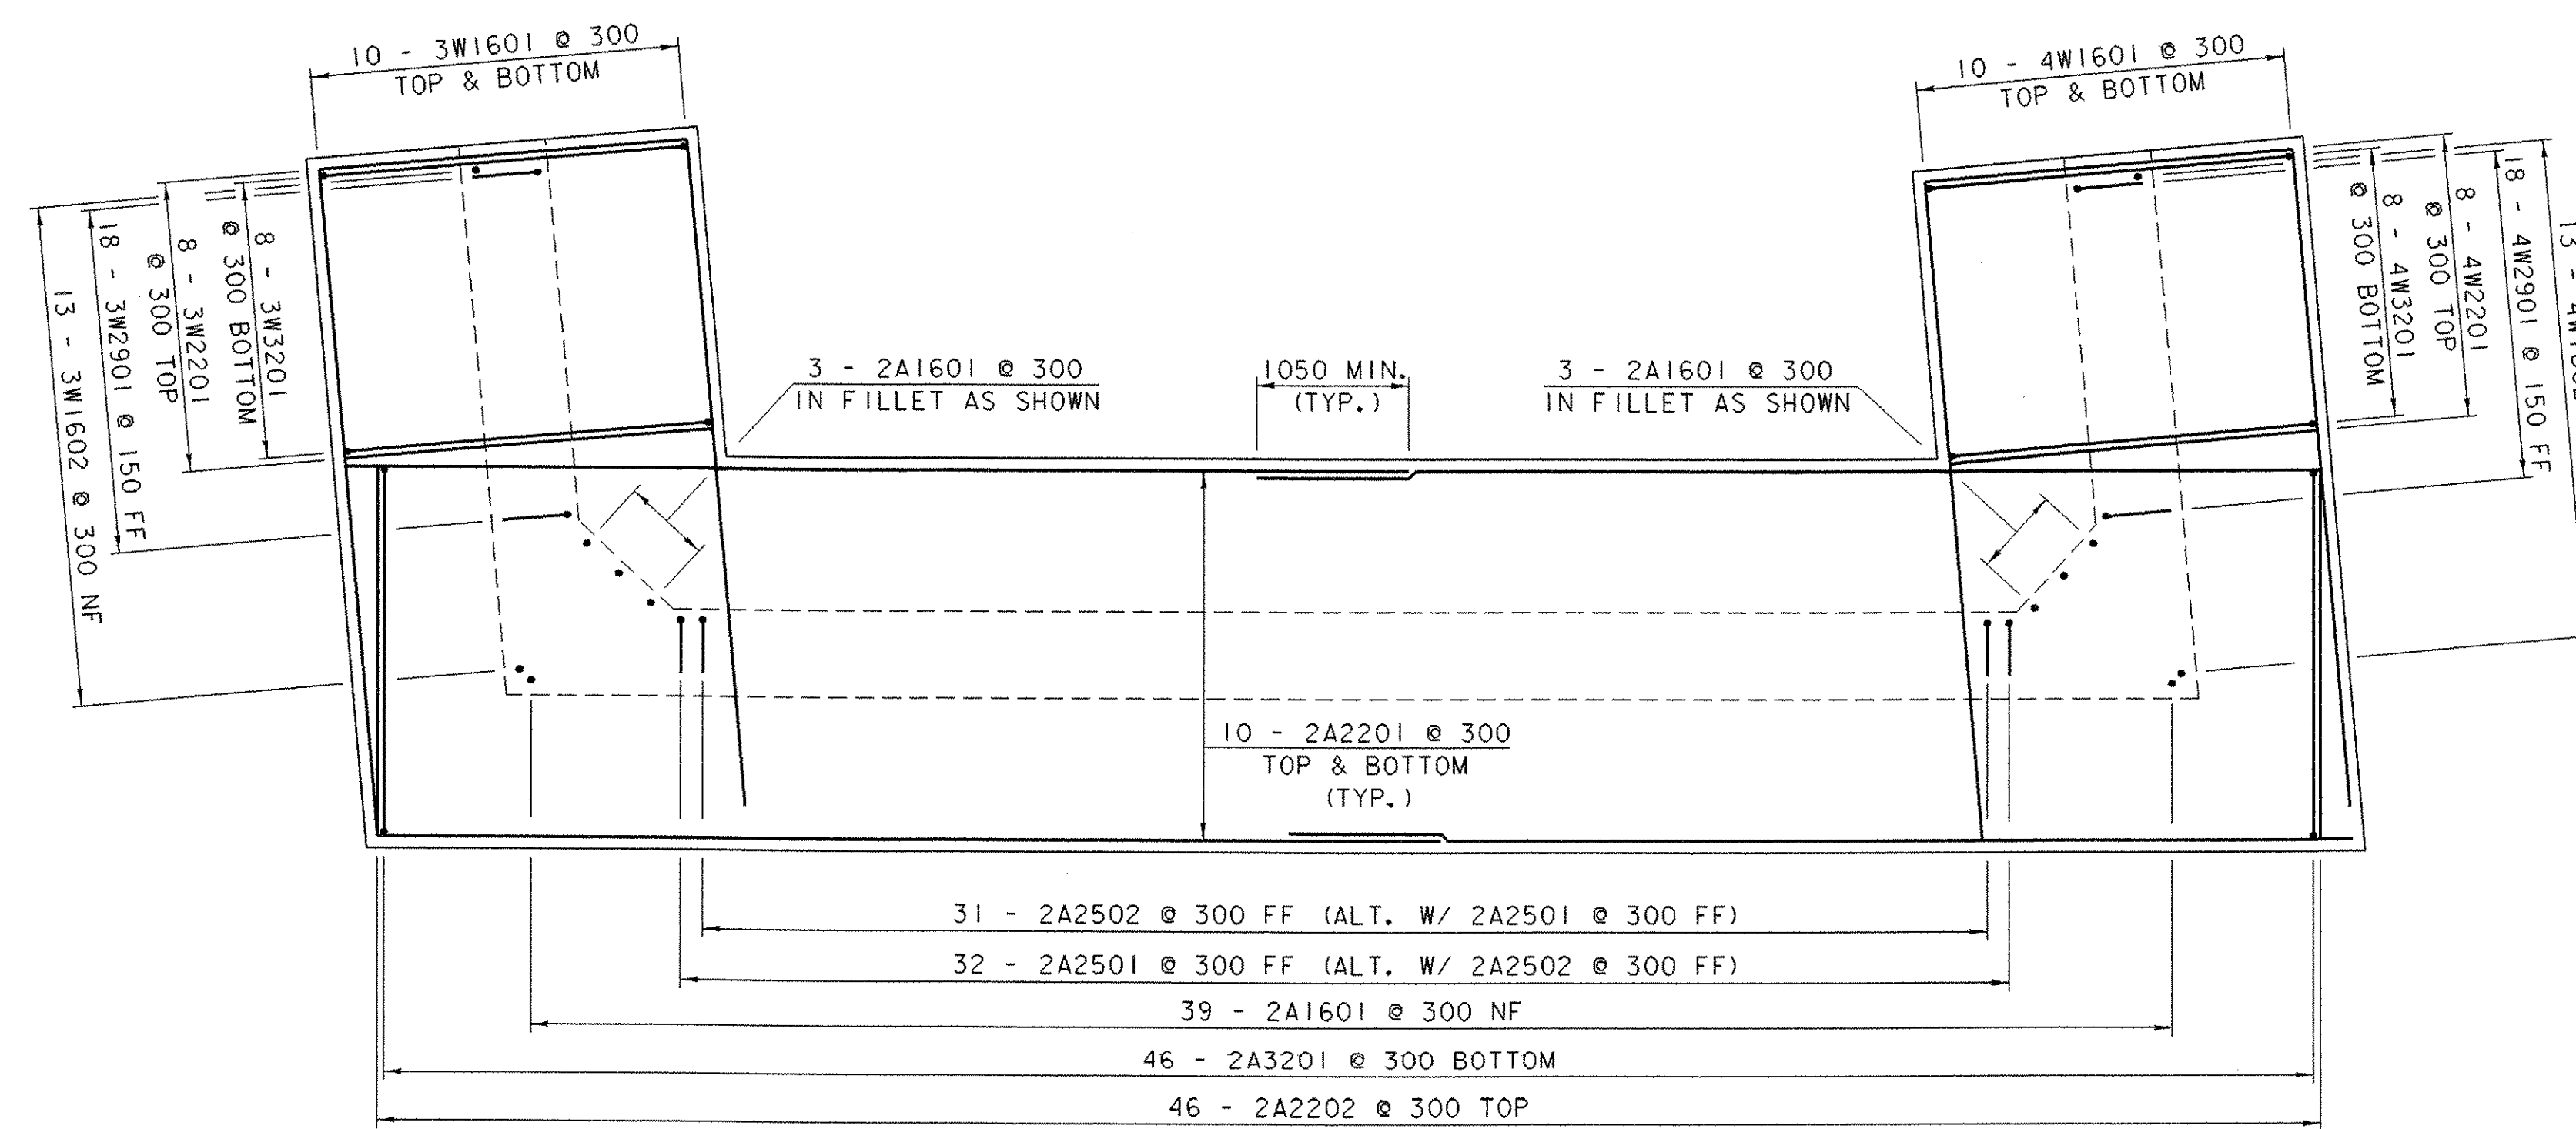 10 - 3W1601 @ 300
TOP & BOTTOM
10 - 4W1601 @ 300
TOP & BOTTOM
13 - 3W1602 @ 300 NF
18 - 3W2901 @ 150 FF
8 - 3W2201
@ 300 TOP
8 - 3W3201
@ 300 BOTTOM
3 - 2A1601 @ 300
IN FILLET AS SHOWN
1050 MIN.
(TYP.)
3 - 2A1601 @ 300
IN FILLET AS SHOWN
8 - 4W3201
@ 300 BOTTOM
8 - 4W2201
@ 300 TOP
18 - 4W2901 @ 150 FF
13 -
10 - 2A2201 @ 300
TOP & BOTTOM
(TYP.)
31 - 2A2502 @ 300 FF (ALT. W/ 2A2501 @ 300 FF)
32 - 2A2501 @ 300 FF (ALT. W/ 2A2502 @ 300 FF)
39 - 2A1601 @ 300 NF
46 - 2A3201 @ 300 BOTTOM
46 - 2A2202 @ 300 TOP